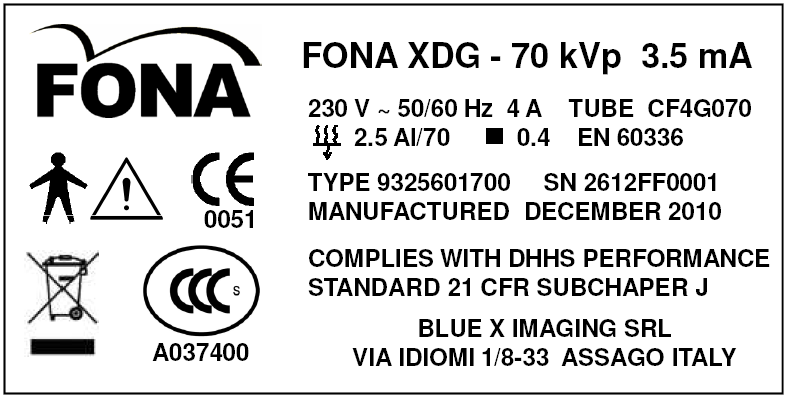 FONA
FONA XDG - 70 kVp 3.5 mA
230 V ~ 50/60 Hz 4 A TUBE CF4G070
2.5 Al/70 ■ 0.4 EN 60336
CE
0051
TYPE 9325601700 SN 2612FF0001
MANUFACTURED DECEMBER 2010
COMPLIES WITH DHHS PERFORMANCE
STANDARD 21 CFR SUBCHAPER J
CCC S
A037400
BLUE X IMAGING SRL
VIA IDIOMI 1/8-33 ASSAGO ITALY